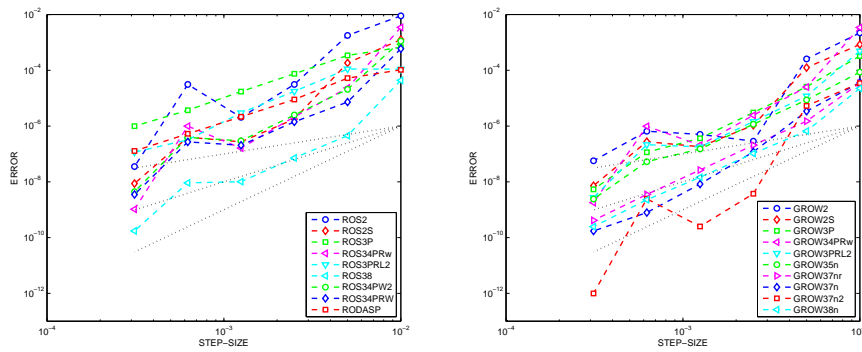 10^−2
10^−4
10^−6
10^−8
10^−10
10^−12
ERROR
10^−4
10^−3
10^−2
STEP−SIZE
ROS2
ROS2S
ROS3P
ROS34PRw
ROS3PRL2
ROS38
ROS34PW2
ROS34PRW
RODASP
10^−2
10^−4
10^−6
10^−8
10^−10
10^−12
ERROR
10^−4
10^−3
10^−2
STEP−SIZE
GROW2
GROW2S
GROW3P
GROW34PRw
GROW3PRL2
GROW35n
GROW37nr
GROW37n
GROW37n2
GROW38n